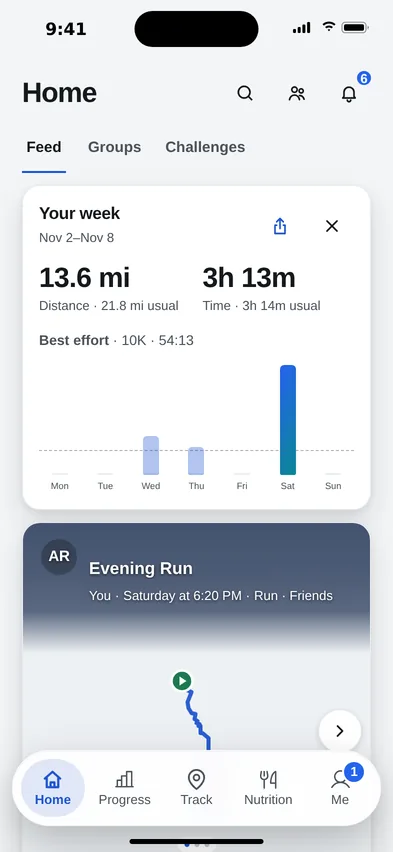 9:41
Home
6
Feed Groups Challenges
Your week
Nov 2–Nov 8
13.6 mi 3h 13m
Distance · 21.8 mi usual Time · 3h 14m usual
Best effort · 10K · 54:13
Mon Tue Wed Thu Fri Sat Sun
AR
Evening Run
You · Saturday at 6:20 PM · Run · Friends
1
Home Progress Track Nutrition Me